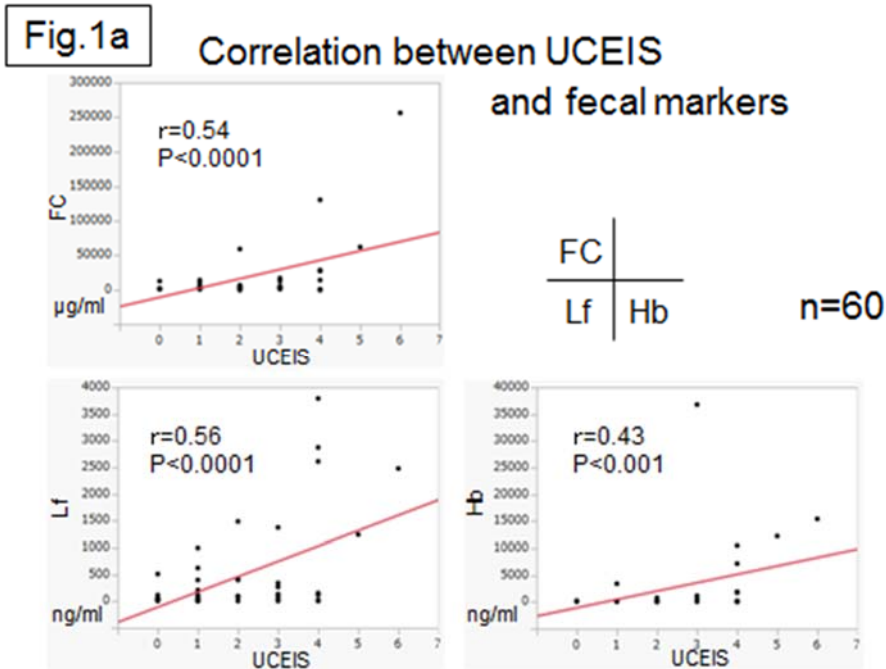 Fig.1a
Correlation between UCEIS
and fecal markers
300000
250000
200000
150000
100000
50000
0
FC
µg/ml
r=0.54
P<0.0001
0 1 2 3 4 5 6 7
UCEIS
FC
Lf Hb
n=60
4000
3500
3000
2500
2000
1500
1000
500
0
Lf
ng/ml
r=0.56
P<0.0001
0 1 2 3 4 5 6 7
UCEIS
40000
35000
30000
25000
20000
15000
10000
5000
0
Hb
ng/ml
r=0.43
P<0.001
0 1 2 3 4 5 6 7
UCEIS